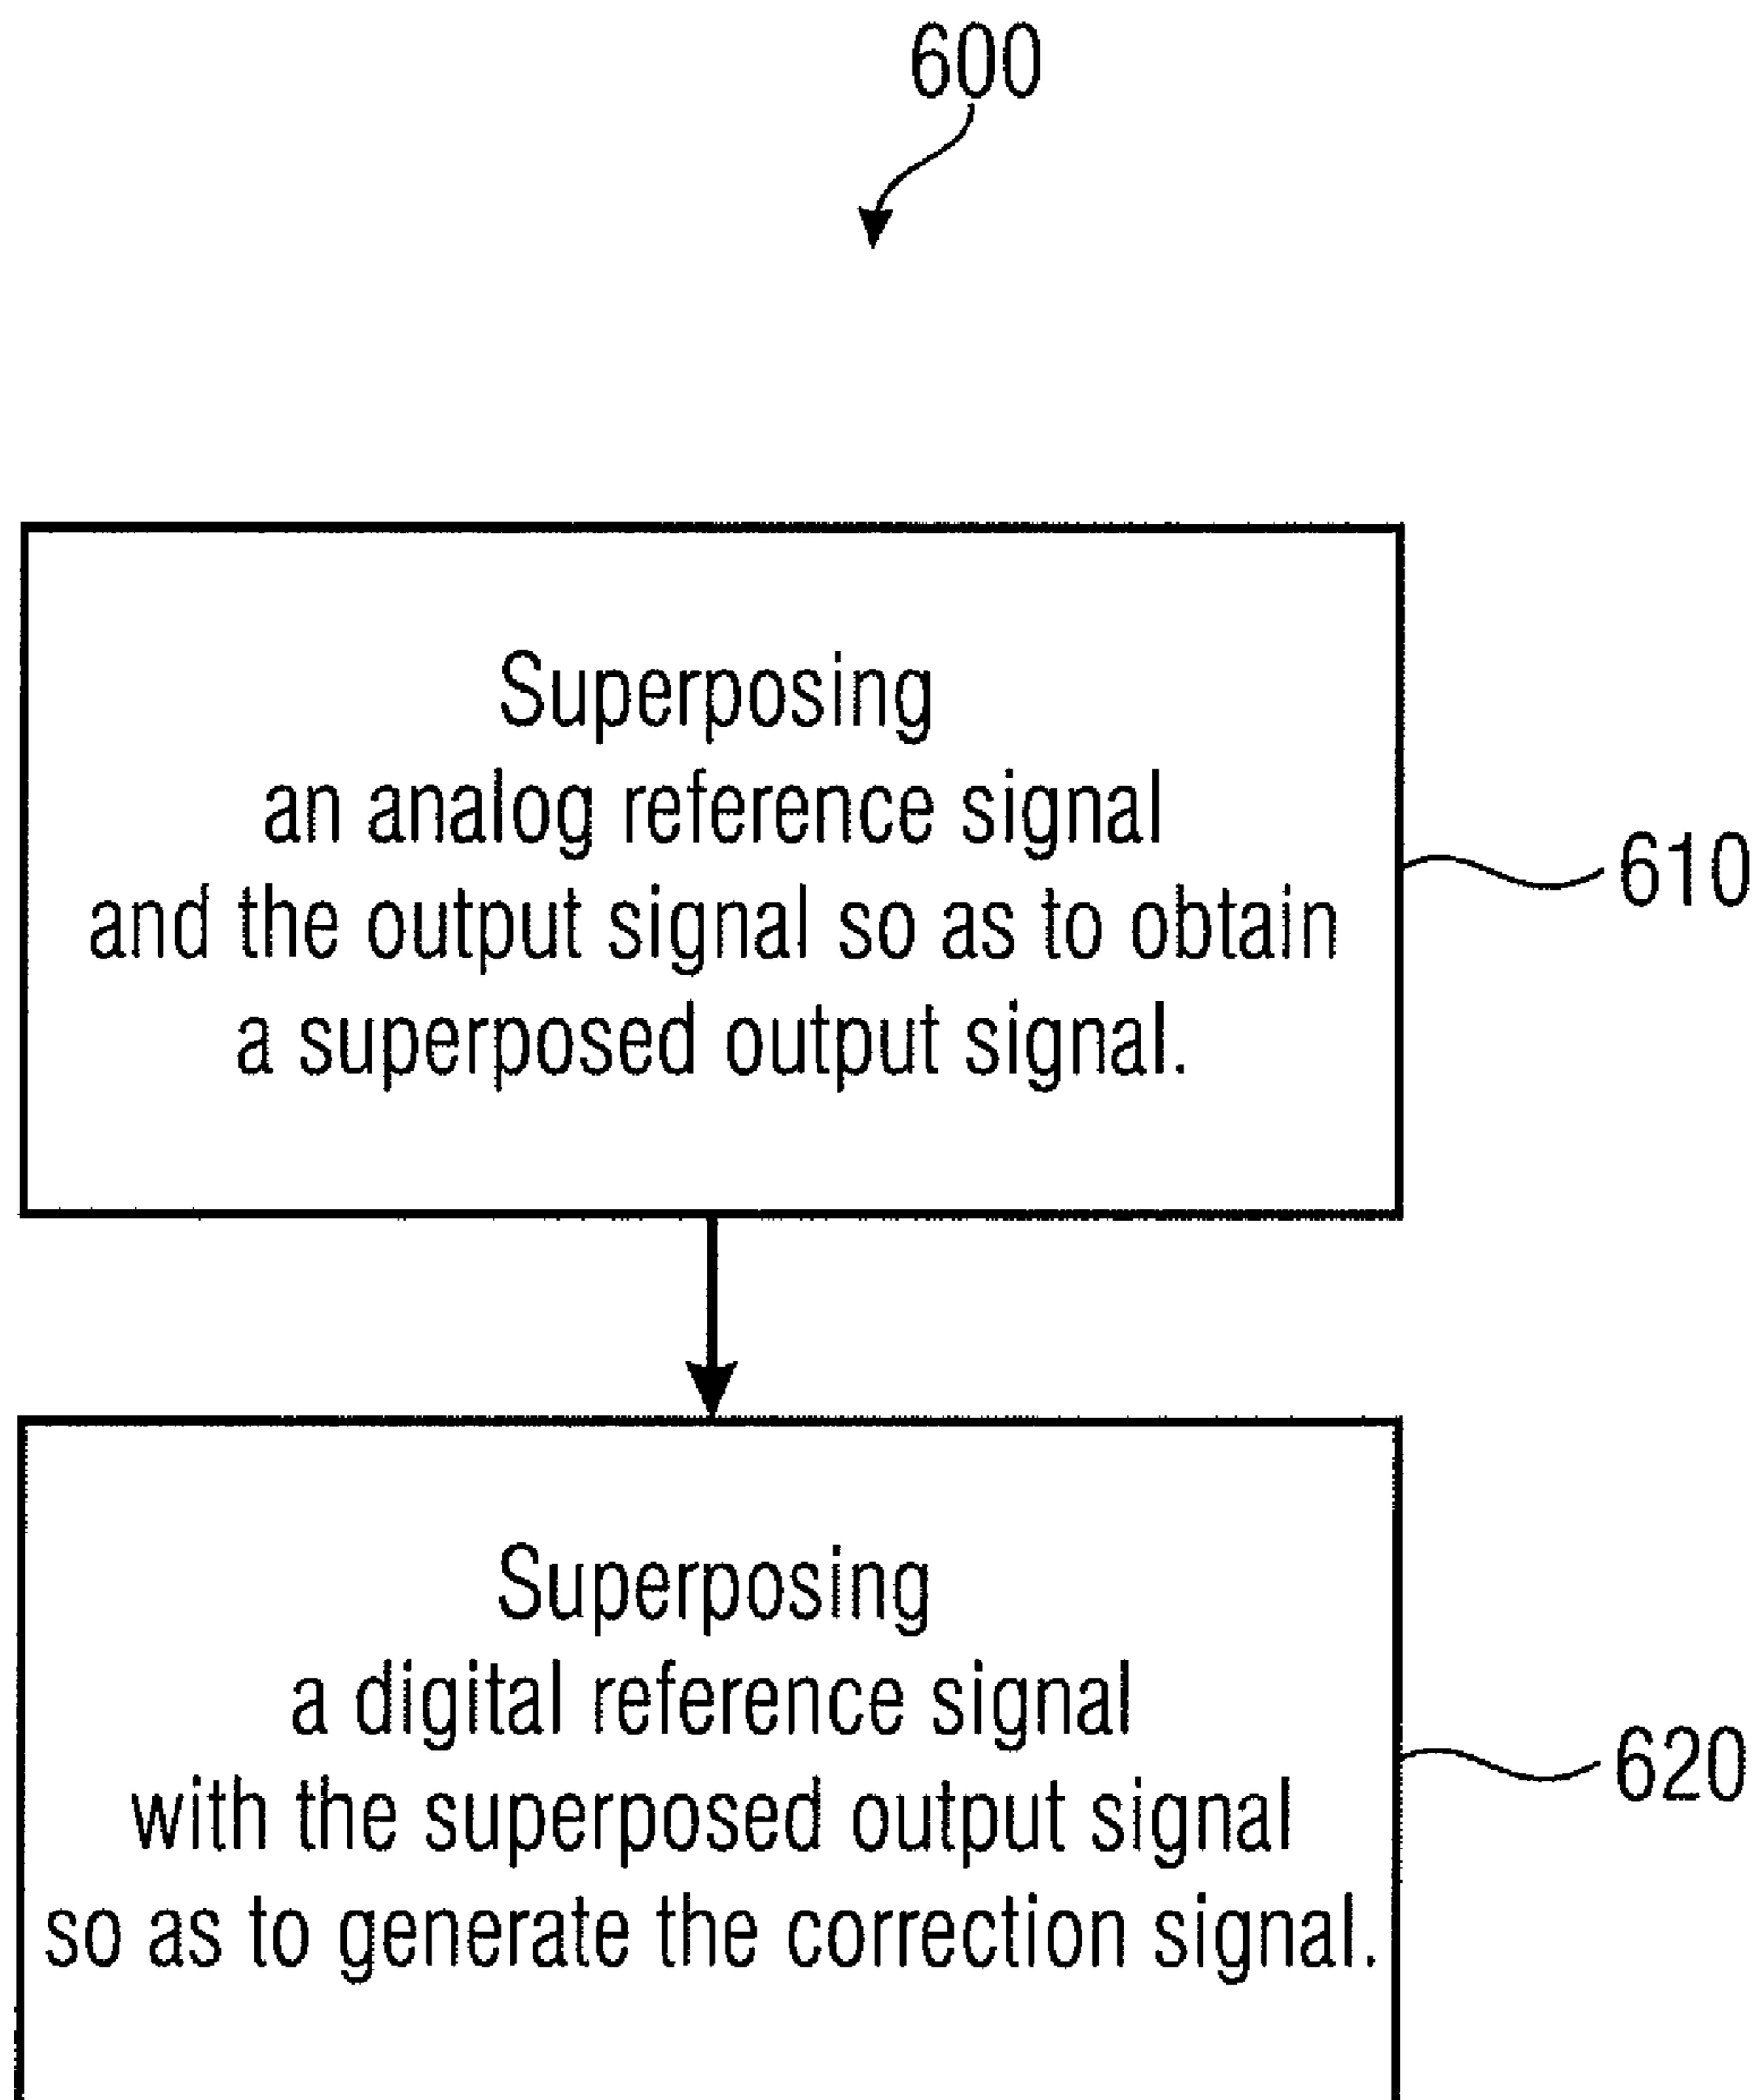 600
Superposing
an analog reference signal
and the output signal so as to obtain
a superposed output signal.
610
Superposing
a digital reference signal
with the superposed output signal
so as to generate the correction signal.
620